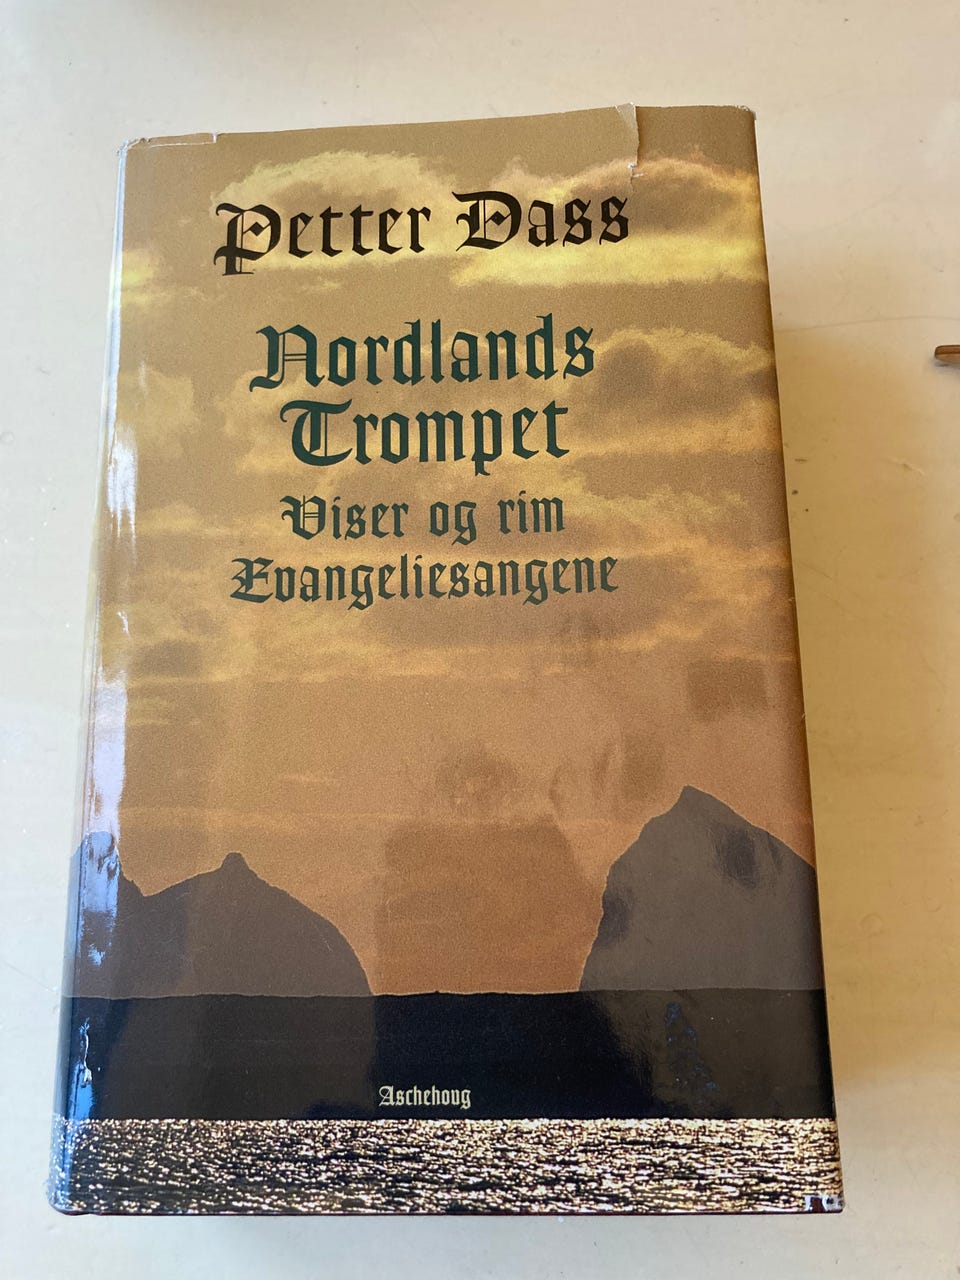 Petter Dass
Nordlands
Trompet
Viser og rim
Evangeliesangene
Aschehoug